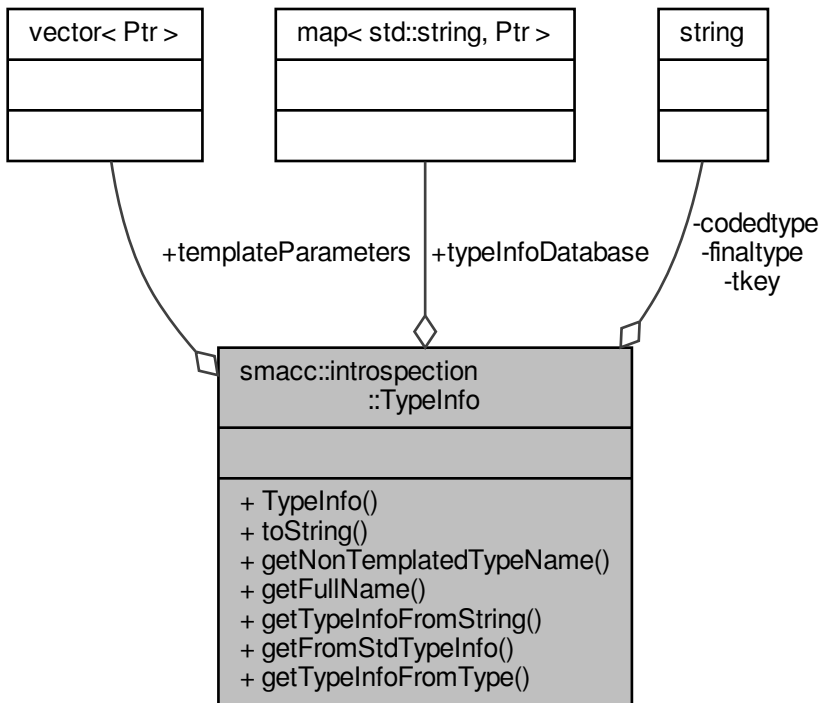 vector< Ptr >
map< std::string, Ptr >
string
+templateParameters
+typeInfoDatabase
-codedtype
-finaltype
-tkey
smacc::introspection
::TypeInfo
+ TypeInfo()
+ toString()
+ getNonTemplatedTypeName()
+ getFullName()
+ getTypeInfoFromString()
+ getFromStdTypeInfo()
+ getTypeInfoFromType()